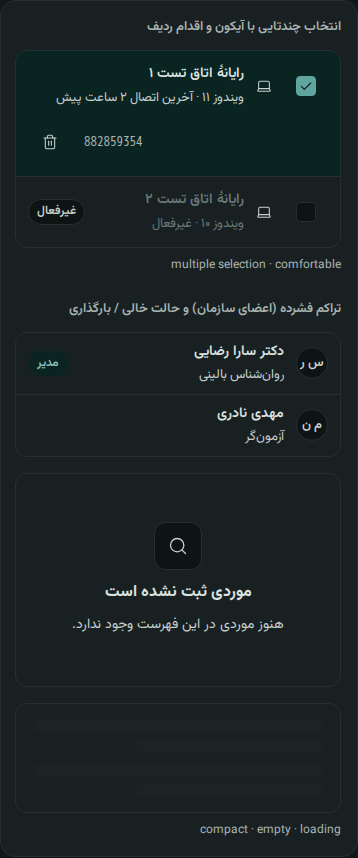 انتخاب چندتایی با آیکون و اقدام ردیف
رایانهٔ اتاق تست ۱
ویندوز ۱۱ · آخرین اتصال ۲ ساعت پیش
882859354
رایانهٔ اتاق تست ۲
ویندوز ۱۰ · غیرفعال
غیرفعال
multiple selection · comfortable
تراکم فشرده (اعضای سازمان) و حالت خالی / بارگذاری
س ر
دکتر سارا رضایی
روان‌شناس بالینی
مدیر
م ن
مهدی نادری
آزمون‌گر
موردی ثبت نشده است
هنوز موردی در این فهرست وجود ندارد.
compact · empty · loading